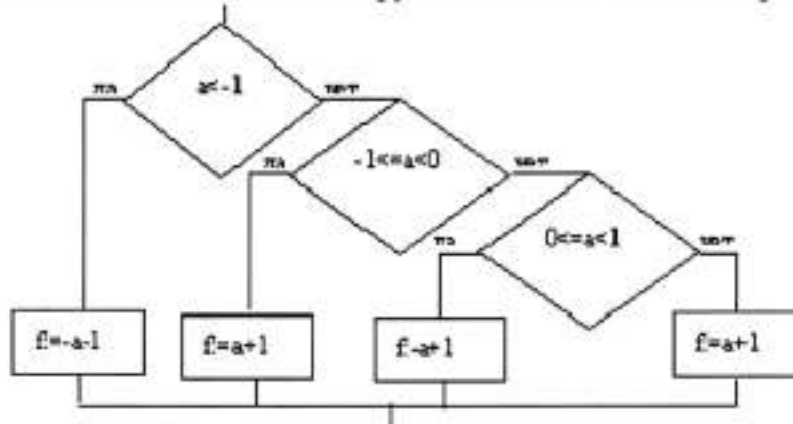 a<-1
да
нет
-1<=a<0
да
нет
0<=a<1
да
нет
f:=-a-1
f:=a+1
f:-a+1
f:=a+1